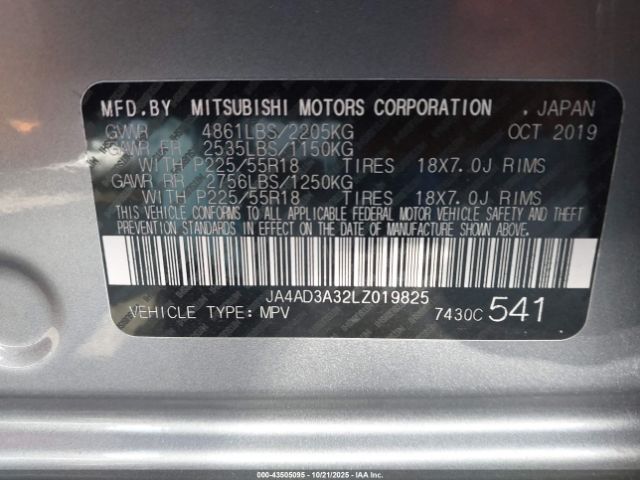 MFD.BY MITSUBISHI MOTORS CORPORATION . JAPAN
GVWR 4861LBS/2205KG OCT 2019
GAWR FR 2535LBS/1150KG
WITH P225/55R18 TIRES 18X7.0J RIMS
GAWR RR 2756LBS/1250KG
WITH P225/55R18 TIRES 18X7.0J RIMS
THIS VEHICLE CONFORMS TO ALL APPLICABLE FEDERAL MOTOR VEHICLE SAFETY AND THEFT
PREVENTION STANDARDS IN EFFECT ON THE DATE OF MANUFACTURE SHOWN ABOVE.
JA4AD3A32LZ019825
VEHICLE TYPE: MPV 7430C 541
000-43505095 - 10/21/2025 - IAA Inc.